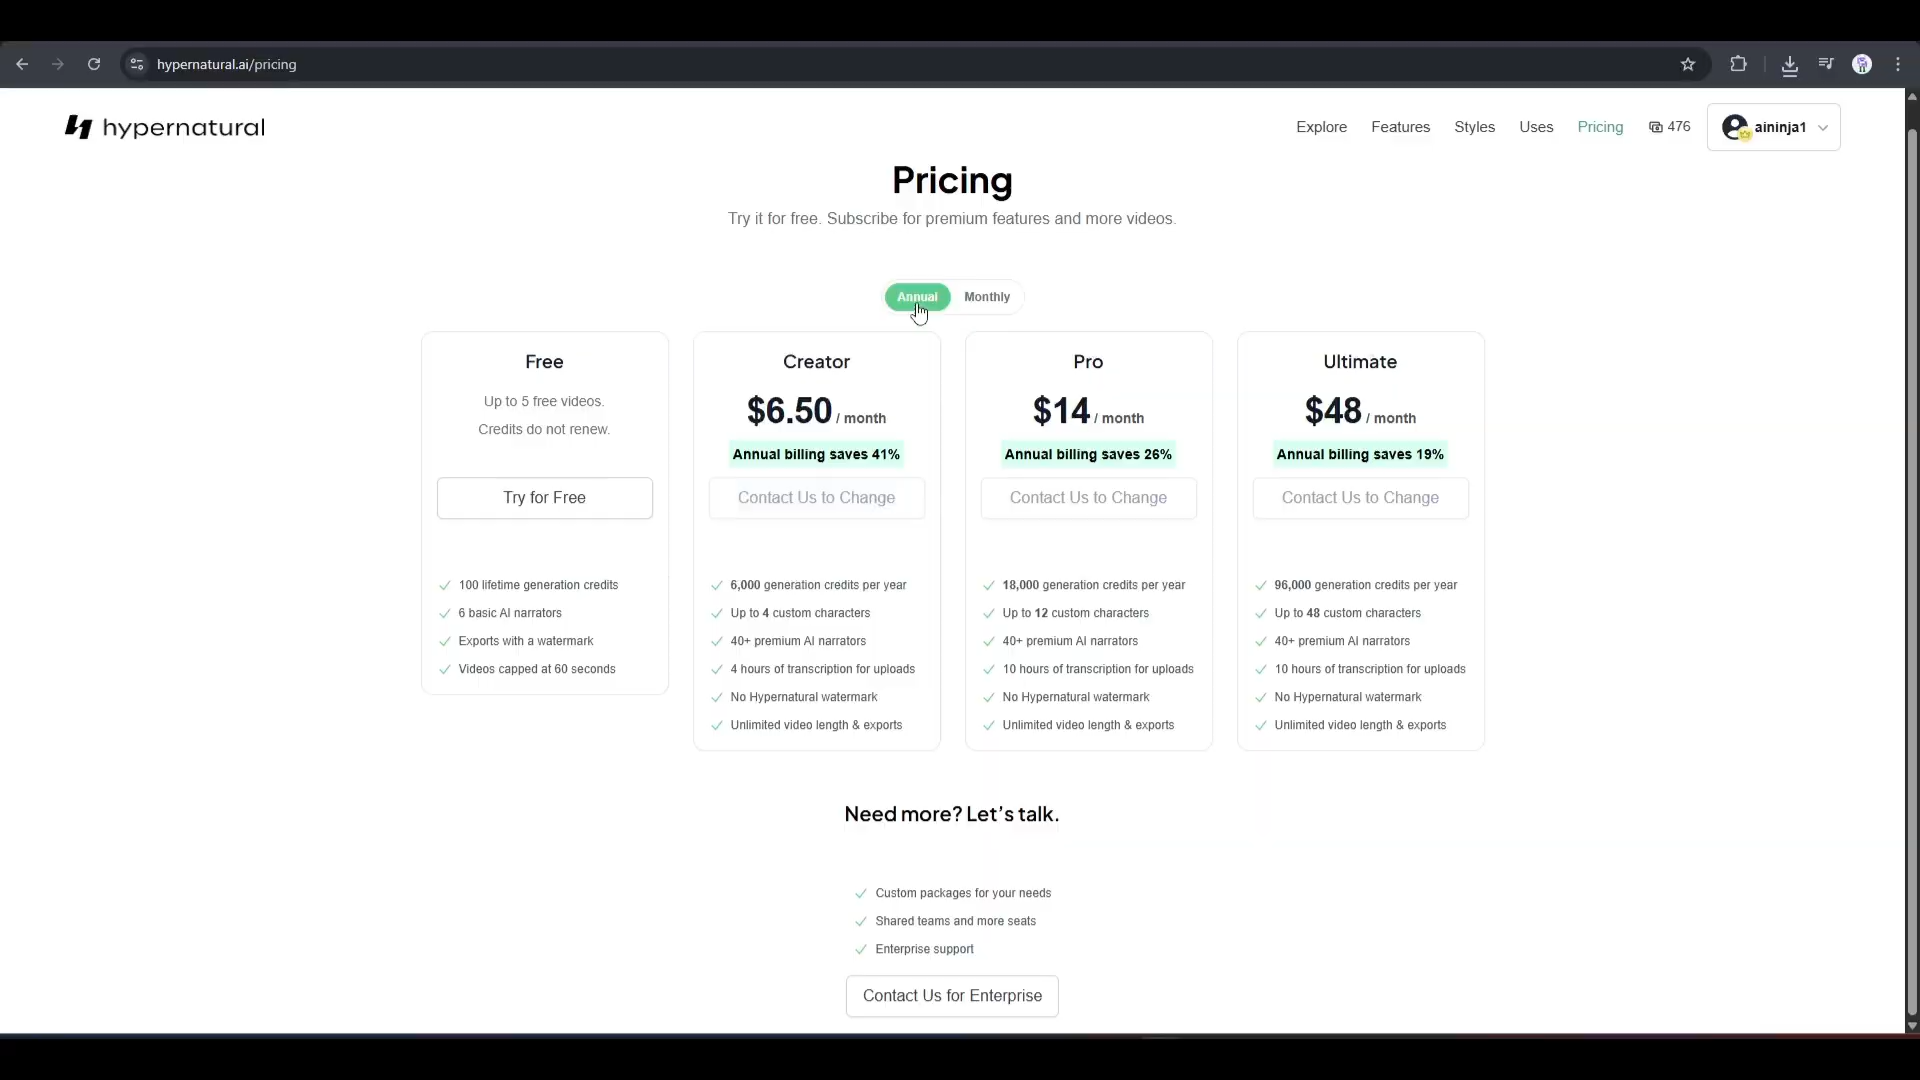 hypernatural.ai/pricing
hypernatural
Explore
Features
Styles
Uses
Pricing
476
aininja1
Pricing
Try it for free. Subscribe for premium features and more videos.
Annual
Monthly
Free
Up to 5 free videos.
Credits do not renew.
Try for Free
100 lifetime generation credits
6 basic AI narrators
Exports with a watermark
Videos capped at 60 seconds
Creator
$6.50 / month
Annual billing saves 41%
Contact Us to Change
6,000 generation credits per year
Up to 4 custom characters
40+ premium AI narrators
4 hours of transcription for uploads
No Hypernatural watermark
Unlimited video length & exports
Pro
$14 / month
Annual billing saves 26%
Contact Us to Change
18,000 generation credits per year
Up to 12 custom characters
40+ premium AI narrators
10 hours of transcription for uploads
No Hypernatural watermark
Unlimited video length & exports
Ultimate
$48 / month
Annual billing saves 19%
Contact Us to Change
96,000 generation credits per year
Up to 48 custom characters
40+ premium AI narrators
10 hours of transcription for uploads
No Hypernatural watermark
Unlimited video length & exports
Need more? Let’s talk.
Custom packages for your needs
Shared teams and more seats
Enterprise support
Contact Us for Enterprise